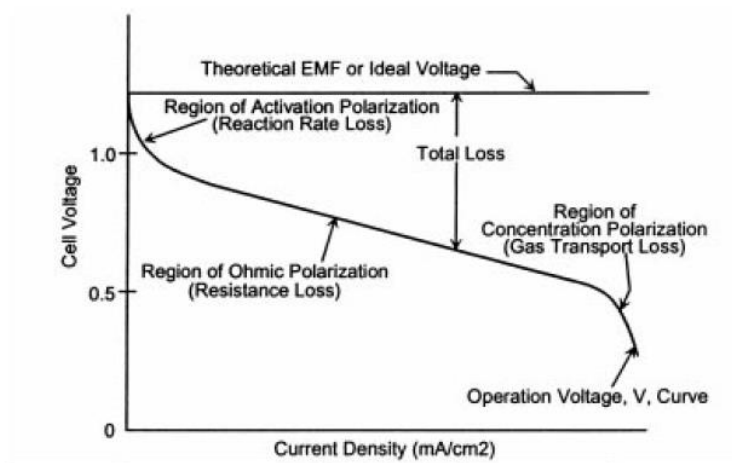 Theoretical EMF or Ideal Voltage
Region of Activation Polarization
(Reaction Rate Loss)
1.0
Total Loss
Cell Voltage
Region of
Concentration Polarization
(Gas Transport Loss)
Region of Ohmic Polarization
(Resistance Loss)
0.5
Operation Voltage, V, Curve
0
Current Density (mA/cm2)